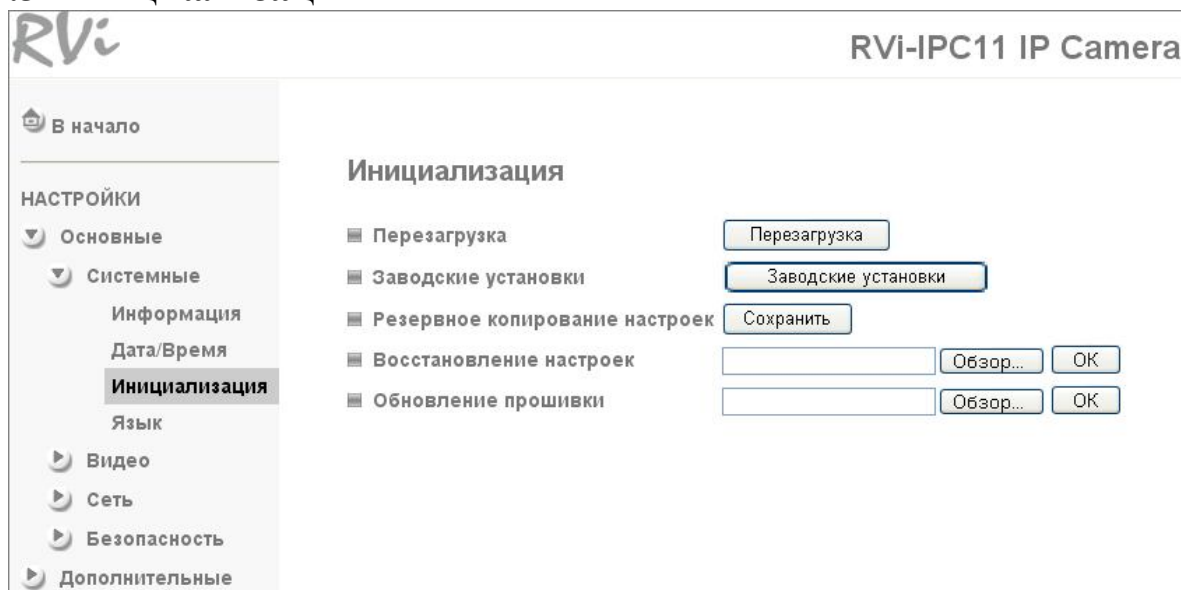 RVi
RVi-IPC11 IP Camera
В начало
НАСТРОЙКИ
Основные
Системные
Информация
Дата/Время
Инициализация
Язык
Видео
Сеть
Безопасность
Дополнительные
Инициализация
Перезагрузка Перезагрузка
Заводские установки Заводские установки
Резервное копирование настроек Сохранить
Восстановление настроек Обзор... OK
Обновление прошивки Обзор... OK